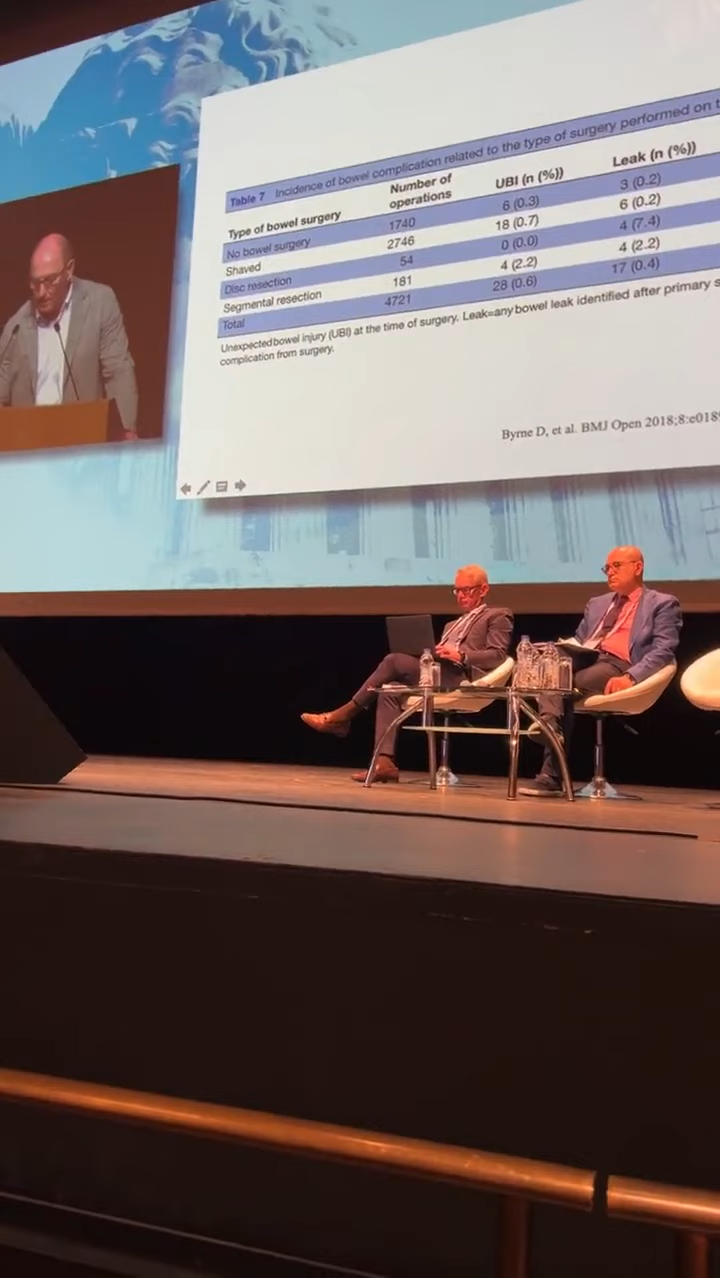 Table 7 Incidence of bowel complication related to the type of surgery performed on t
Type of bowel surgery Number of operations UBI (n (%)) Leak (n (%))
No bowel surgery 1740 6 (0.3) 3 (0.2)
Shaved 2746 18 (0.7) 6 (0.2)
Disc resection 54 0 (0.0) 4 (7.4)
Segmental resection 181 4 (2.2) 4 (2.2)
Total 4721 28 (0.6) 17 (0.4)
Unexpected bowel injury (UBI) at the time of surgery. Leak=any bowel leak identified after primary s
complication from surgery.
Byrne D, et al. BMJ Open 2018;8:e018